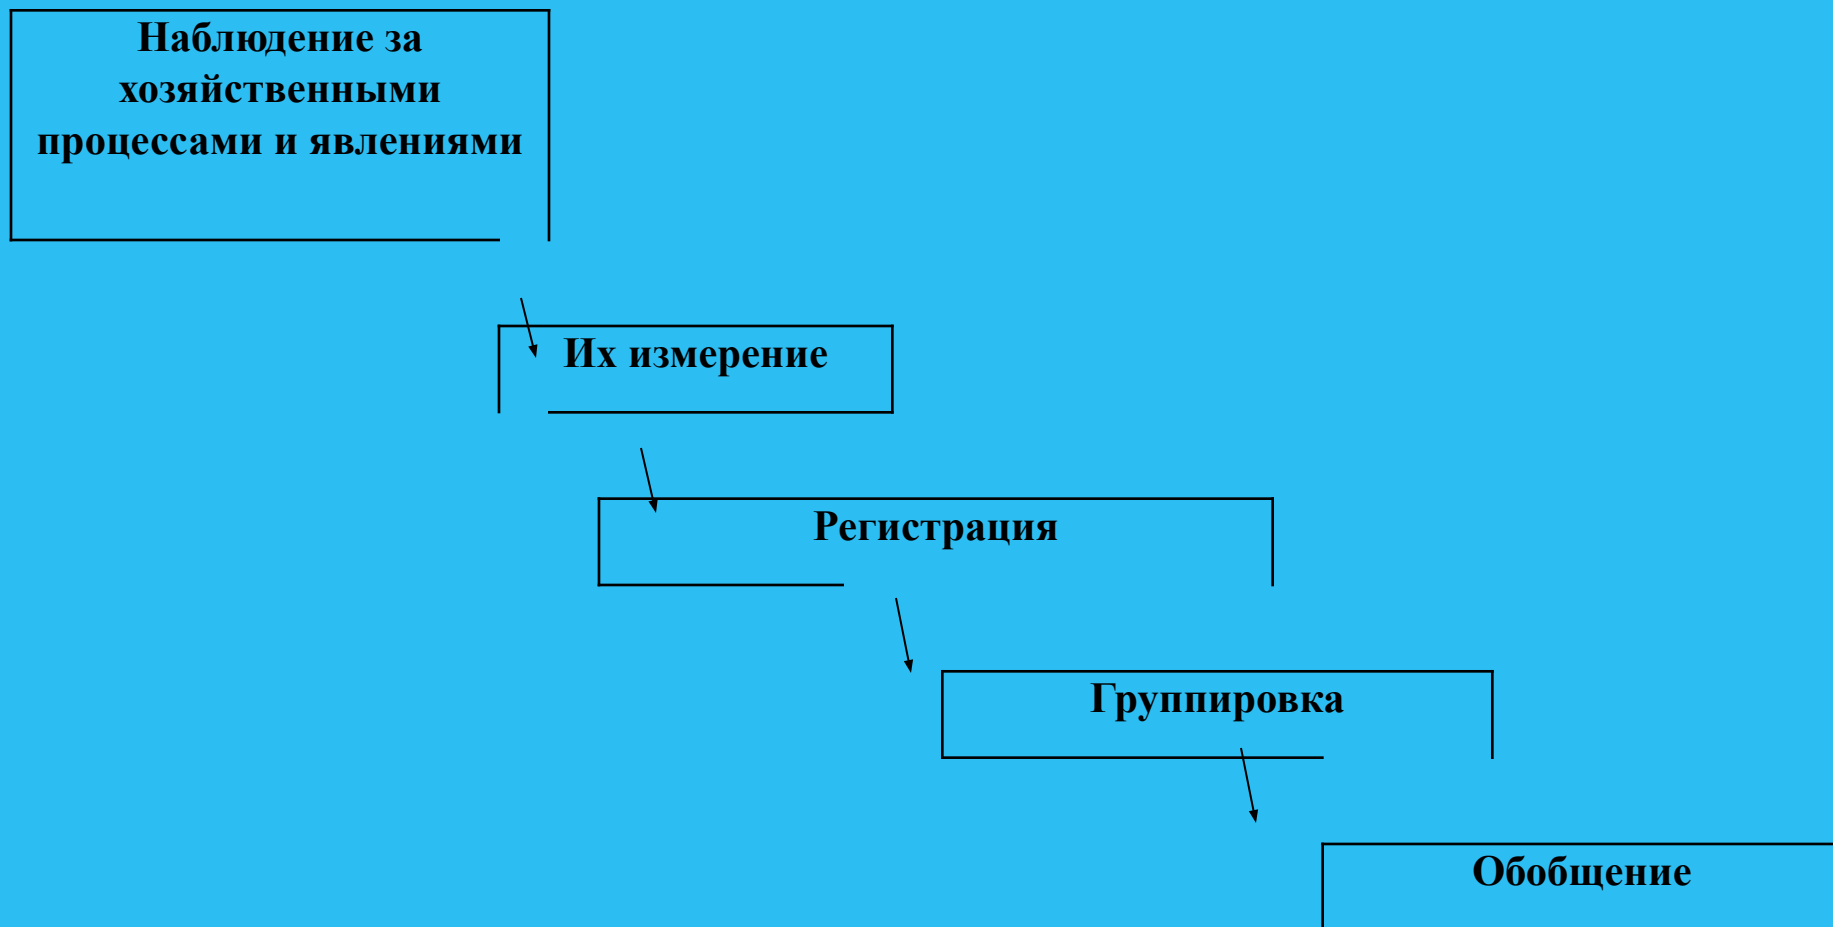 Наблюдение за
хозяйственными
процессами и явлениями
Их измерение
Регистрация
Группировка
Обобщение